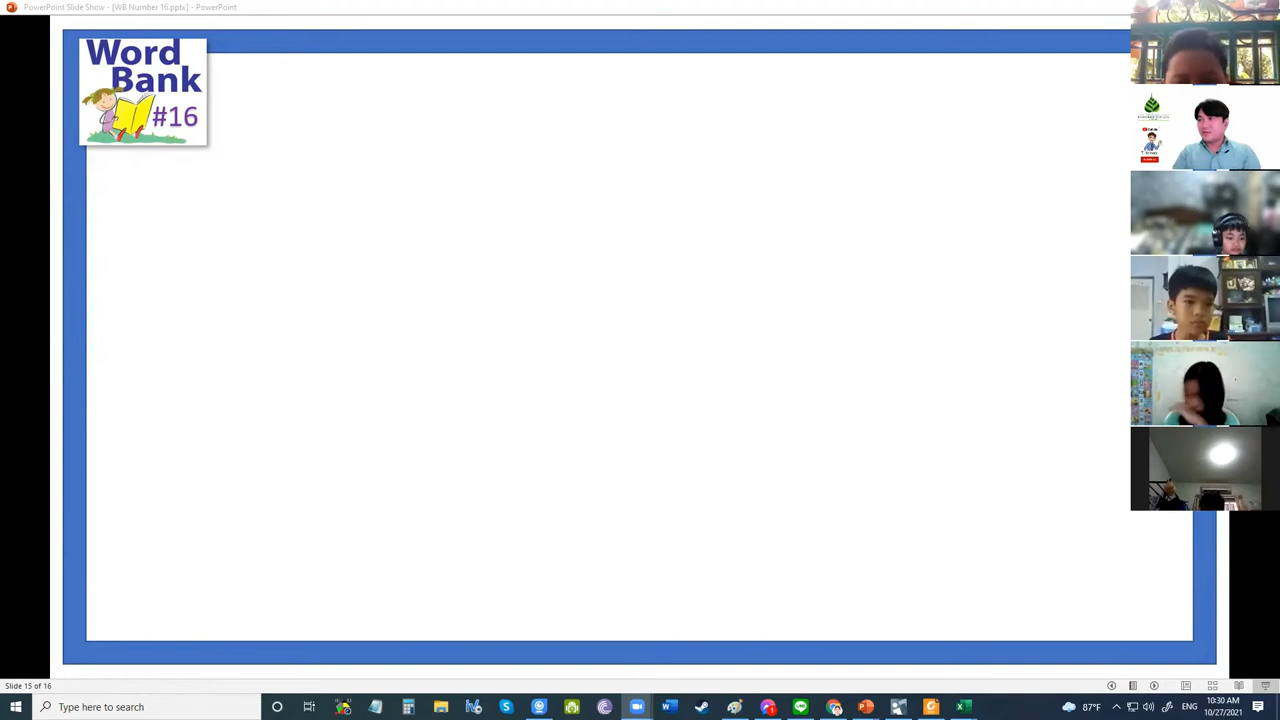 PowerPoint Slide Show - [WB Number 16.pptx] - PowerPoint
Word
Bank
#16
Slide 15 of 16
Type here to search
87°F
ENG
10:30 AM
10/27/2021